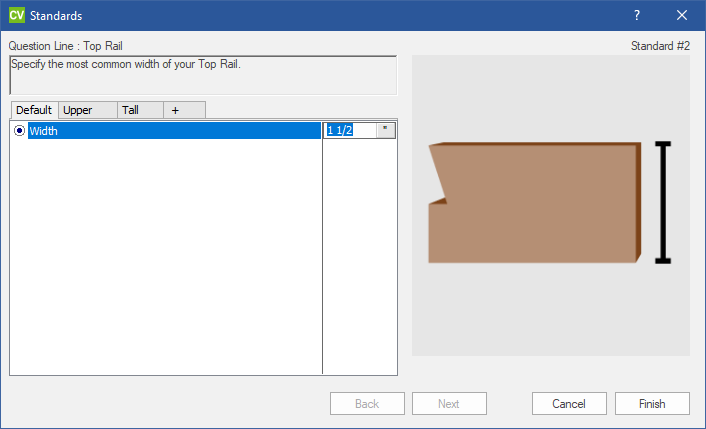 CV Standards ?
Question Line : Top Rail Standard #2
Specify the most common width of your Top Rail.
Default Upper Tall +
Width 1 1/2 "
Back Next Cancel Finish